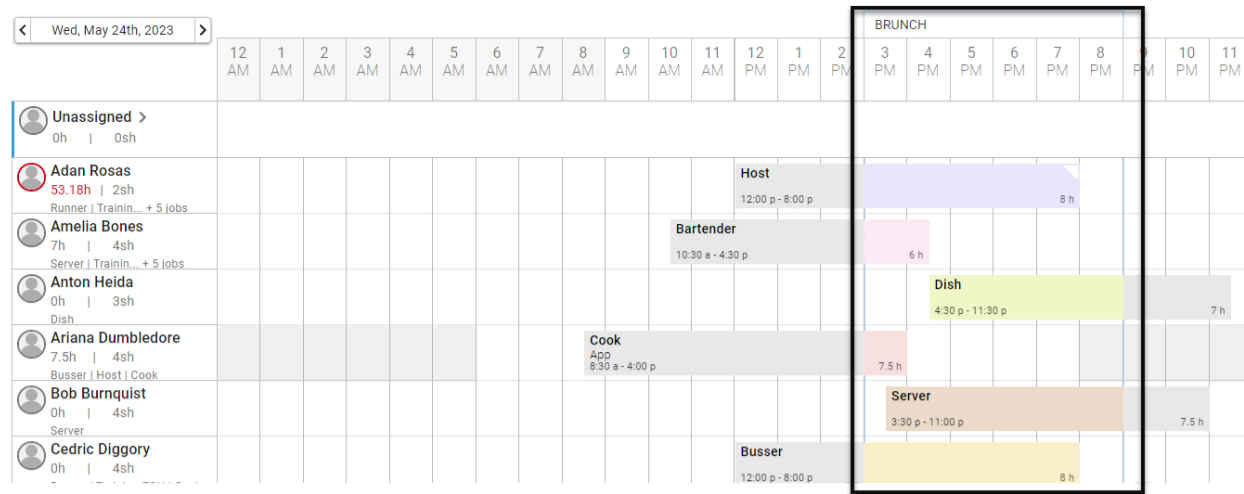 BRUNCH
Wed, May 24th, 2023
12 AM 1 AM 2 AM 3 AM 4 AM 5 AM 6 AM 7 AM 8 AM 9 AM 10 AM 11 AM 12 PM 1 PM 2 PM 3 PM 4 PM 5 PM 6 PM 7 PM 8 PM 9 PM 10 PM 11 PM
Unassigned
0h | 0sh
Adan Rosas
53.18h | 2sh
Runner | Trainin... + 5 jobs
Host
12:00 p - 8:00 p
8 h
Amelia Bones
7h | 4sh
Server | Trainin... + 5 jobs
Bartender
10:30 a - 4:30 p
6 h
Anton Heida
0h | 3sh
Dish
Dish
4:30 p - 11:30 p
7 h
Ariana Dumbledore
7.5h | 4sh
Busser | Host | Cook
Cook
App
8:30 a - 4:00 p
7.5 h
Bob Burnquist
0h | 4sh
Server
Server
3:30 p - 11:00 p
7.5 h
Cedric Diggory
0h | 4sh
Busser
12:00 p - 8:00 p
8 h